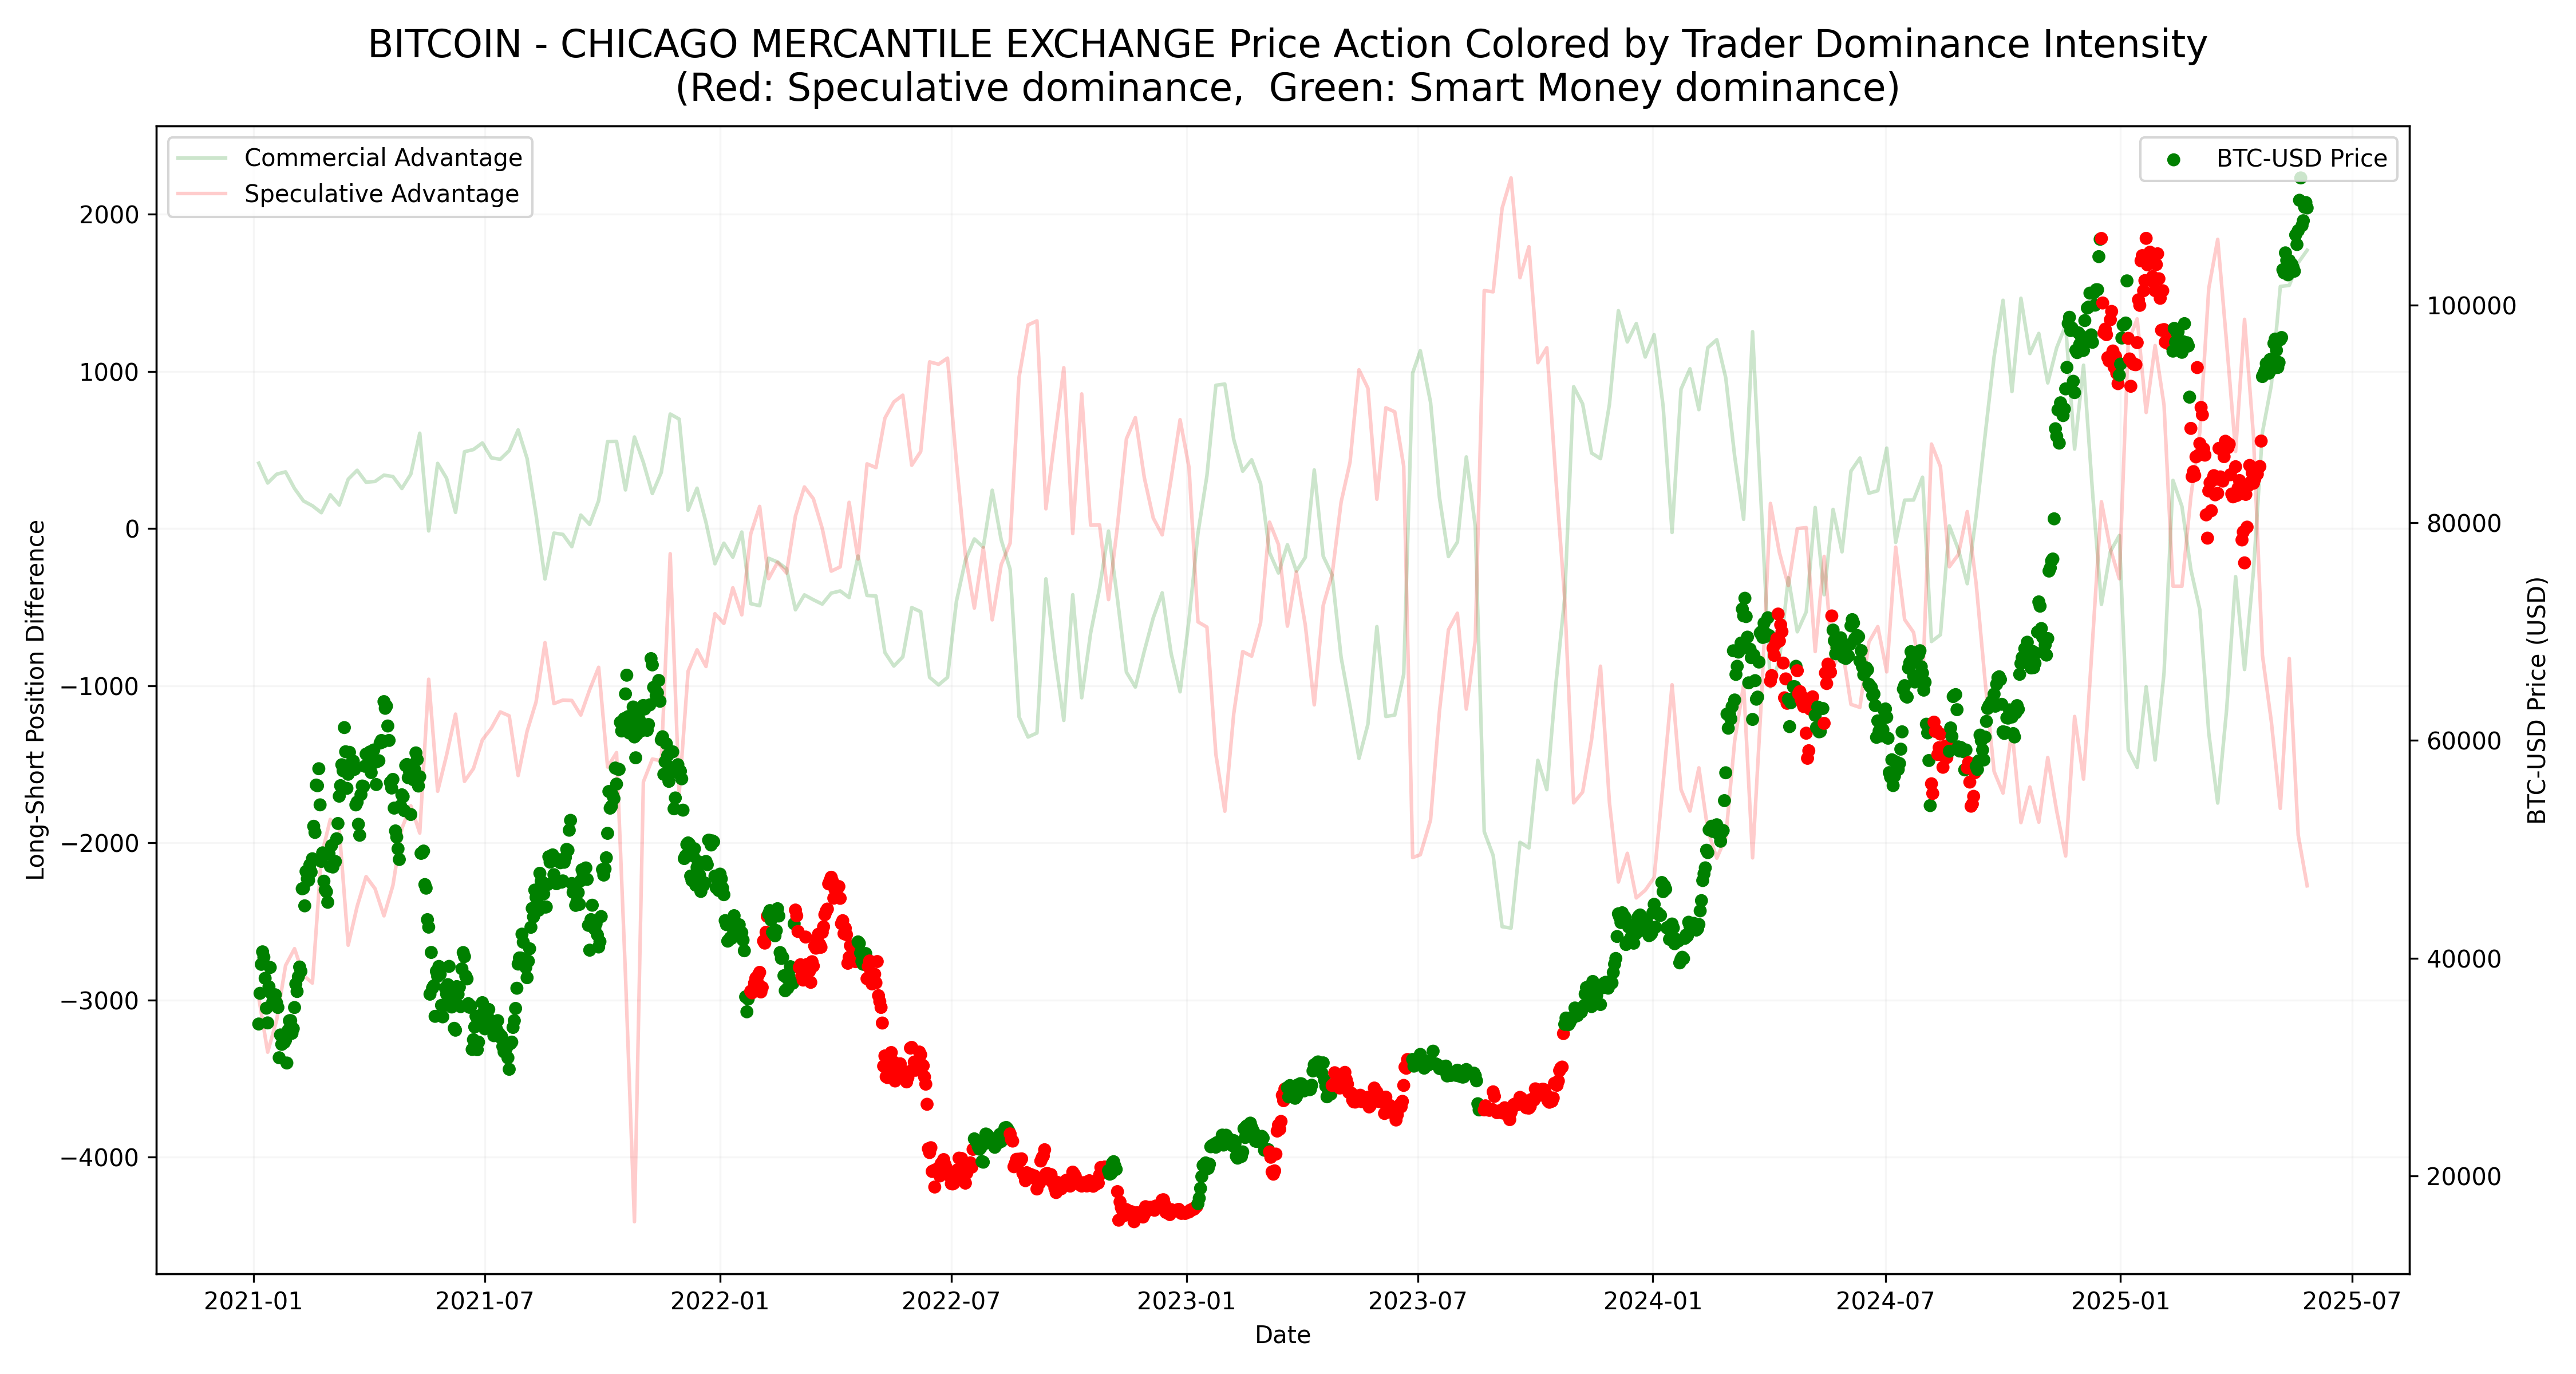 BITCOIN - CHICAGO MERCANTILE EXCHANGE Price Action Colored by Trader Dominance Intensity
(Red: Speculative dominance,  Green: Smart Money dominance)
Commercial Advantage
Speculative Advantage
BTC-USD Price
Long-Short Position Difference
2000
1000
0
−1000
−2000
−3000
−4000
100000
80000
60000
40000
20000
BTC-USD Price (USD)
2021-01
2021-07
2022-01
2022-07
2023-01
2023-07
2024-01
2024-07
2025-01
2025-07
Date